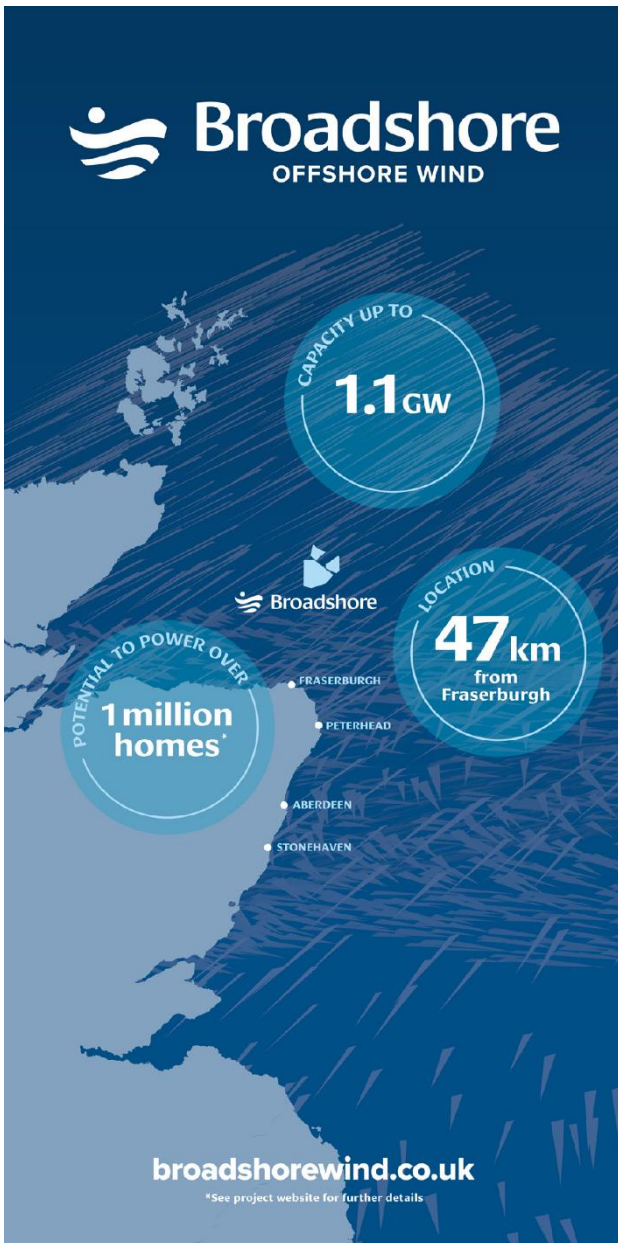 Broadshore
OFFSHORE WIND
CAPACITY UP TO
1.1GW
Broadshore
LOCATION
47km
from
Fraserburgh
POTENTIAL TO POWER OVER
1 million
homes*
FRASERBURGH
PETERHEAD
ABERDEEN
STONEHAVEN
broadshorewind.co.uk
*See project website for further details